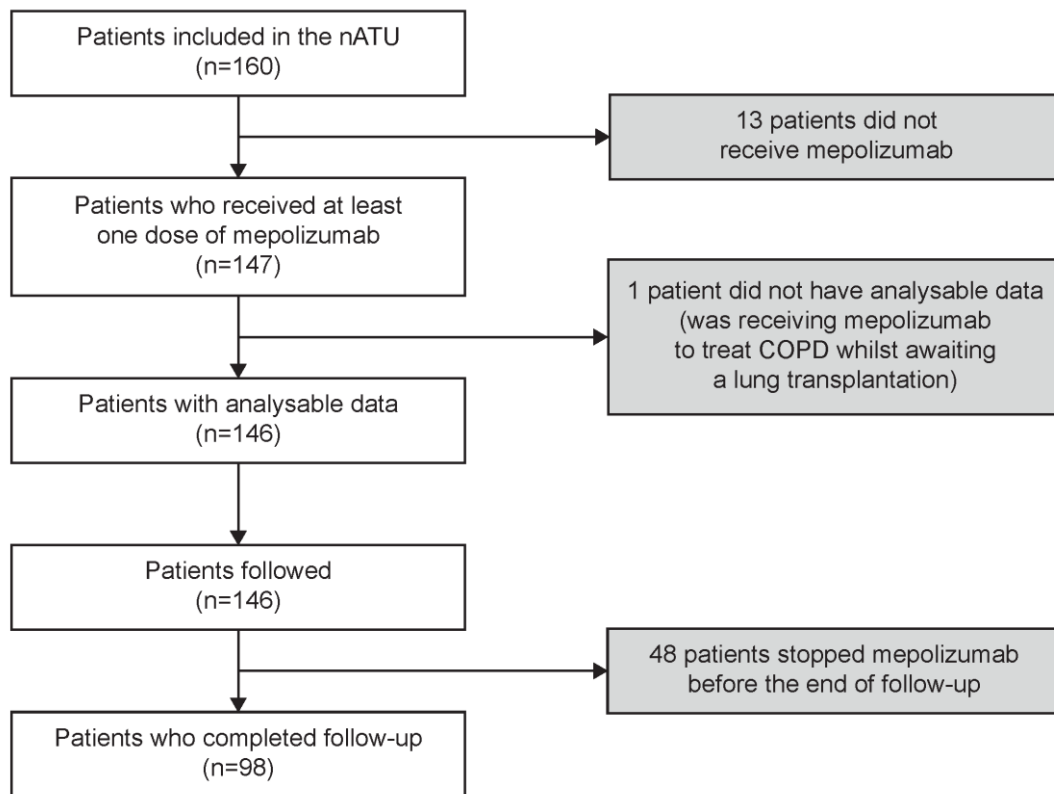 Patients included in the nATU
(n=160)
13 patients did not
receive mepolizumab
Patients who received at least
one dose of mepolizumab
(n=147)
1 patient did not have analysable data
(was receiving mepolizumab
to treat COPD whilst awaiting
a lung transplantation)
Patients with analysable data
(n=146)
Patients followed
(n=146)
48 patients stopped mepolizumab
before the end of follow-up
Patients who completed follow-up
(n=98)